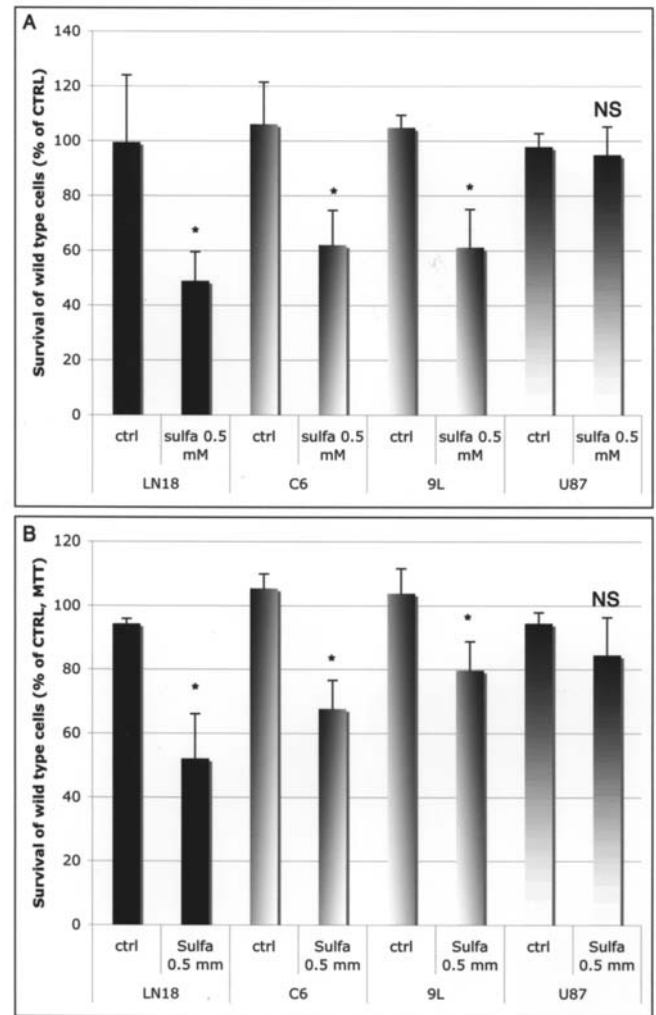 A
Survival of wild type cells (% of CTRL)
140
120
100
80
60
40
20
0
*
*
*
NS
ctrl
sulfa 0.5 mM
ctrl
sulfa 0.5 mM
ctrl
sulfa 0.5 mM
ctrl
sulfa 0.5 mM
LN18
C6
9L
U87
B
Survival of wild type cells (% of CTRL, MTT)
120
100
80
60
40
20
0
*
*
*
NS
ctrl
Sulfa 0.5 mm
ctrl
Sulfa 0.5 mm
ctrl
Sulfa 0.5 mm
ctrl
Sulfa 0.5 mm
LN18
C6
9L
U87